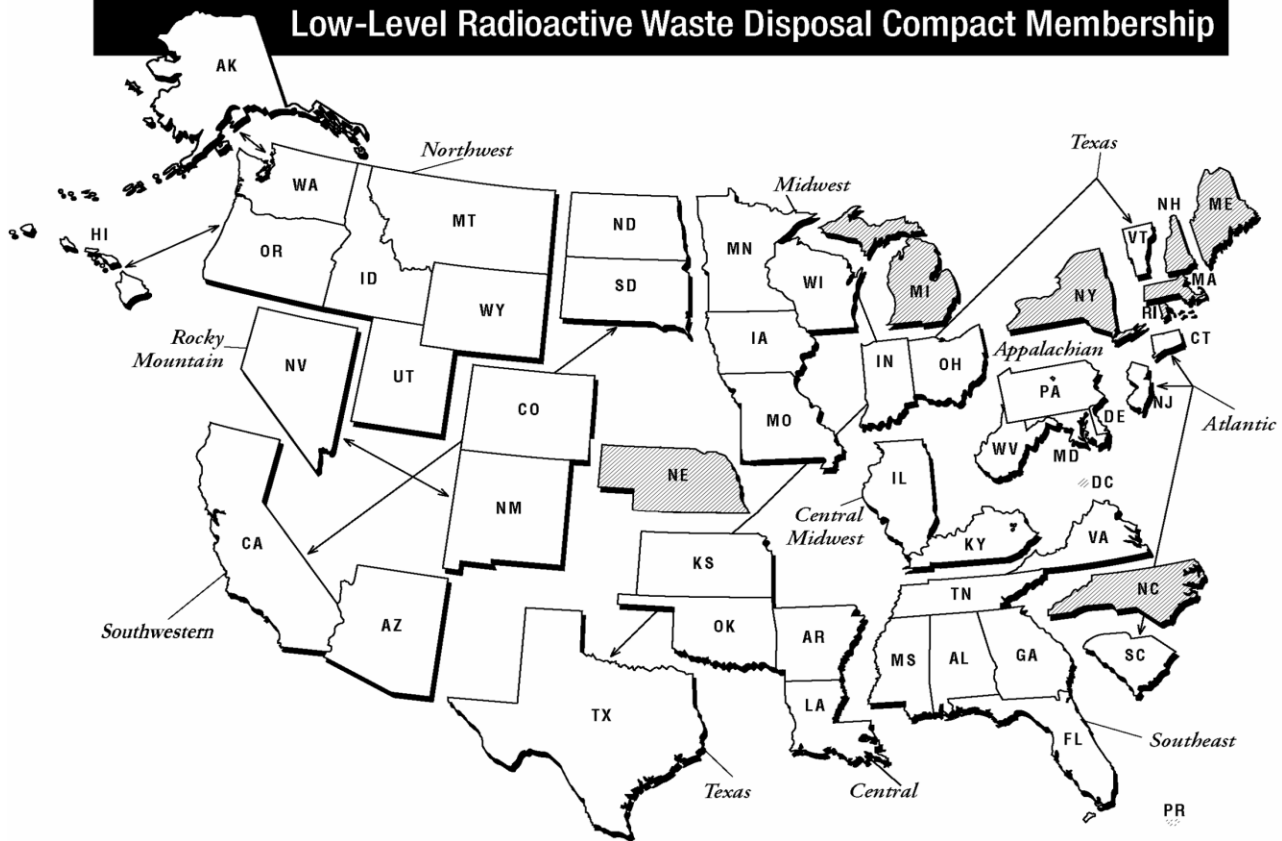 Low-Level Radioactive Waste Disposal Compact Membership
AK
Northwest
Texas
Midwest
WA
MT
ND
MN
NH
ME
VT
HI
OR
ID
SD
WI
MI
NY
MA
WY
RI
Rocky
Mountain
NV
UT
IA
IN
OH
Appalachian
CT
CO
MO
PA
NJ
DE
Atlantic
WV
MD
NE
IL
DC
NM
Central
Midwest
CA
KY
VA
KS
TN
NC
Southwestern
AZ
OK
AR
MS
AL
GA
SC
TX
LA
FL
Southeast
Texas
Central
PR